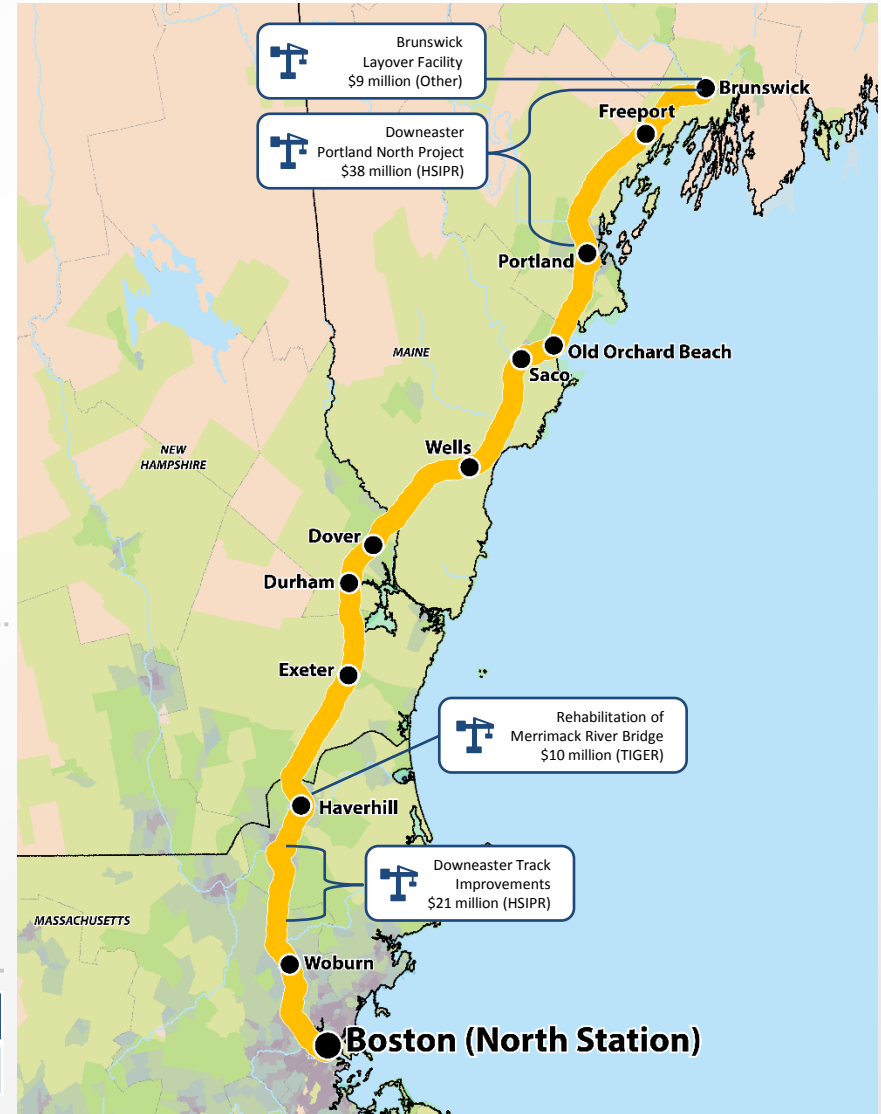 Brunswick
Layover Facility
$9 million (Other)
Brunswick
Freeport
Downeaster
Portland North Project
$38 million (HSIPR)
Portland
MAINE
Old Orchard Beach
Saco
Wells
NEW
HAMPSHIRE
Dover
Durham
Exeter
Rehabilitation of
Merrimack River Bridge
$10 million (TIGER)
Haverhill
Downeaster Track
Improvements
$21 million (HSIPR)
MASSACHUSETTS
Woburn
Boston (North Station)